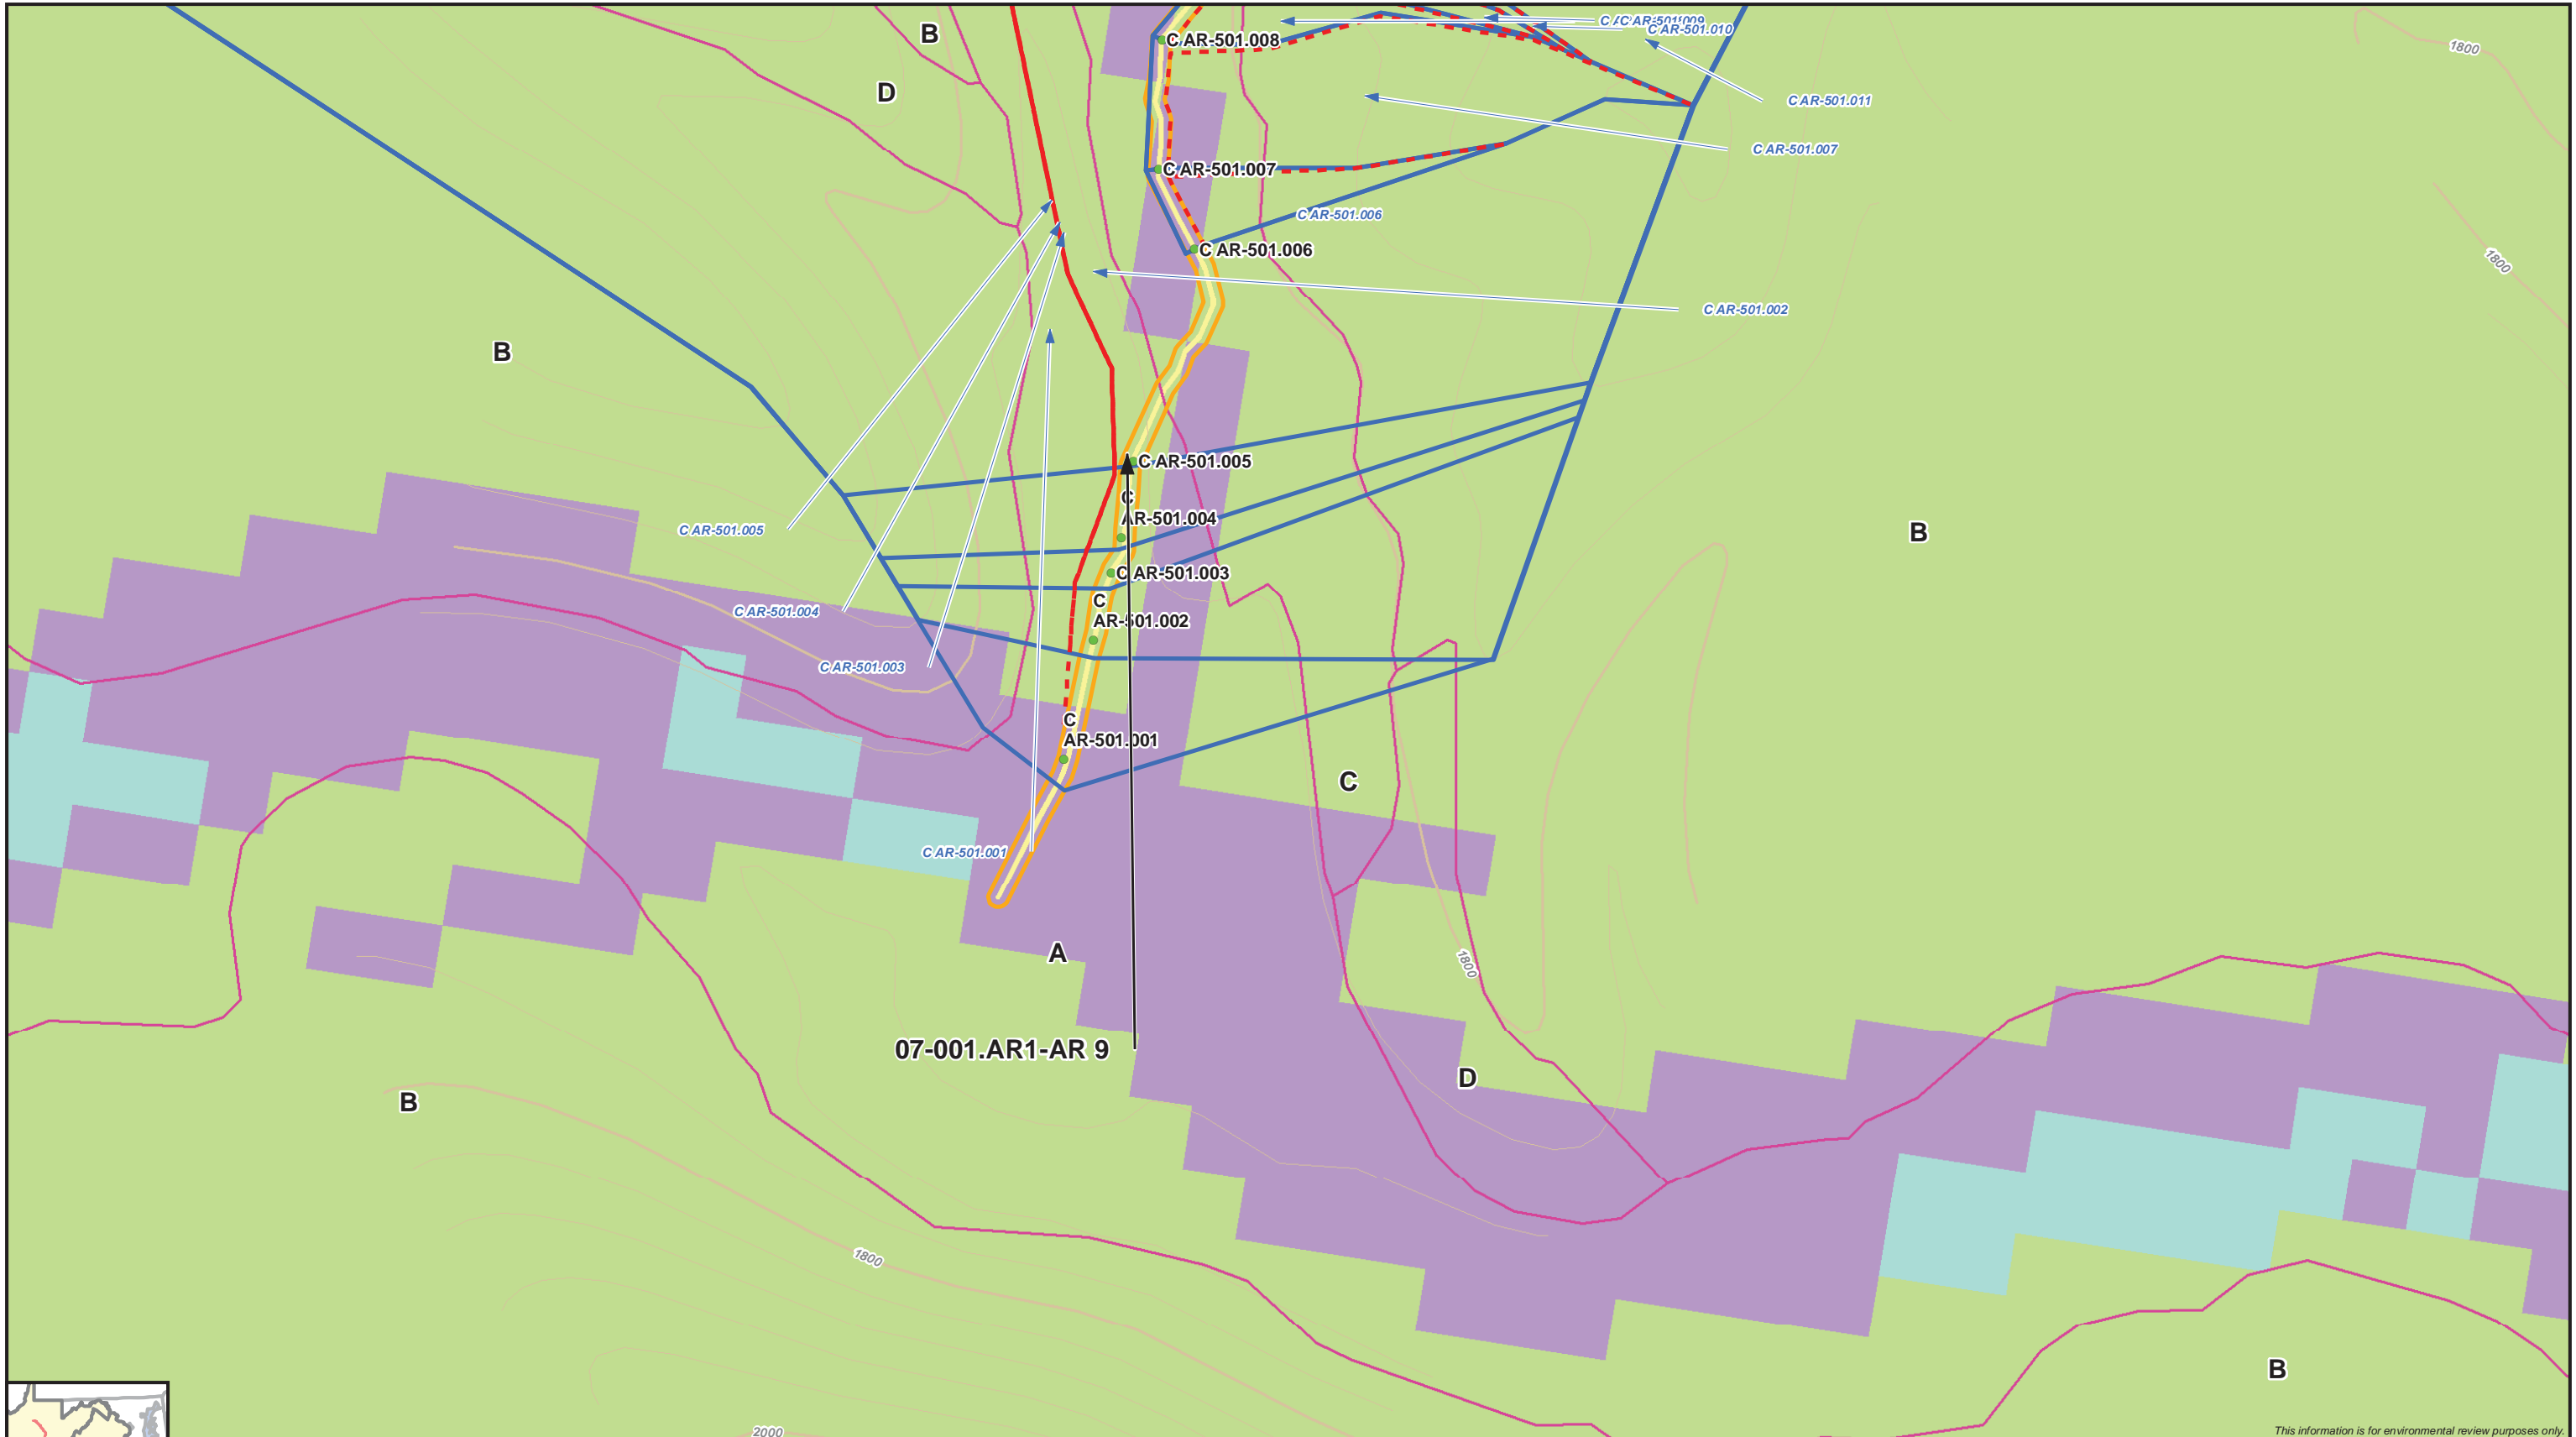 B
C AR-501.008
C AR-501.009
C AR-501.010
1800
D
C AR-501.011
C AR-501.007
C AR-501.007
C AR-501.006
C AR-501.006
1800
C AR-501.002
B
C AR-501.005
C
AR-501.004
C AR-501.005
B
C AR-501.003
C
AR-501.002
C AR-501.004
C AR-501.003
C
AR-501.001
C
C AR-501.001
A
1800
07-001.AR1-AR 9
D
B
1800
B
2000
This information is for environmental review purposes only.